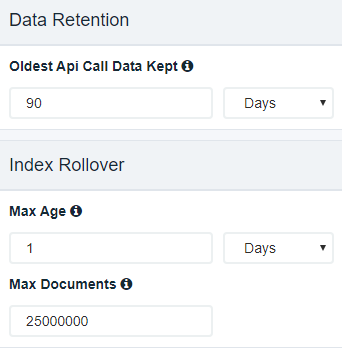 Data Retention
Oldest Api Call Data Kept
90 Days
Index Rollover
Max Age
1 Days
Max Documents
25000000